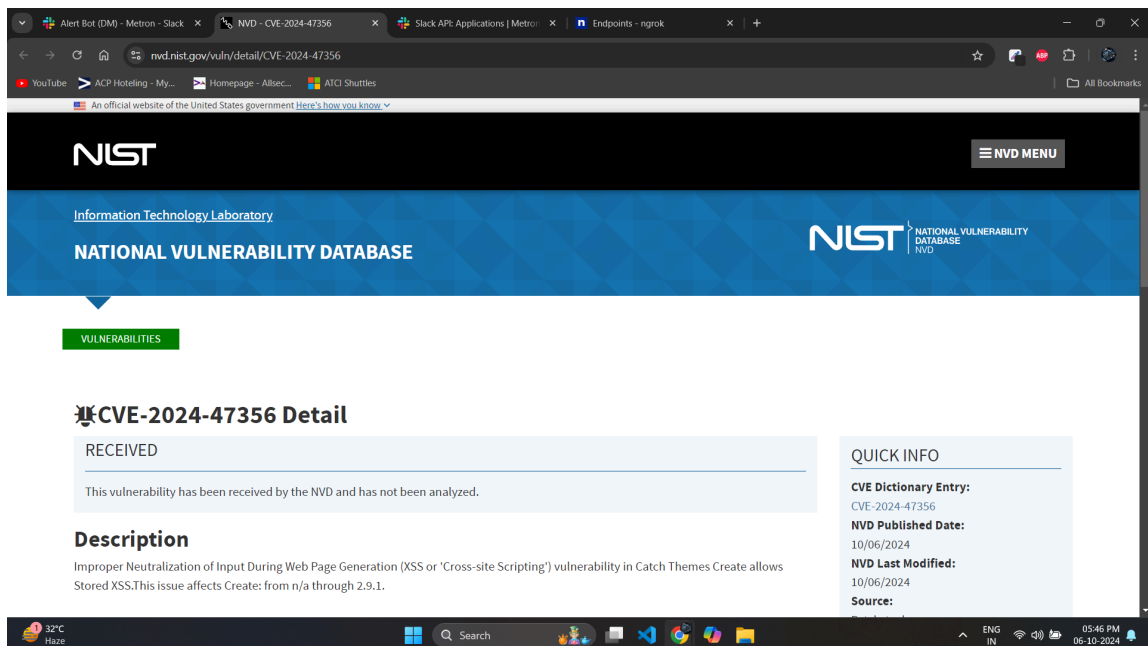 Alert Bot (DM) - Metron - Slack
NVD - CVE-2024-47356
Slack API: Applications | Metron
Endpoints - ngrok
nvd.nist.gov/vuln/detail/CVE-2024-47356
YouTube
ACP Hoteling - My...
Homepage - Allsec...
ATCI Shuttles
All Bookmarks
An official website of the United States government Here's how you know
NIST
NVD MENU
Information Technology Laboratory
NATIONAL VULNERABILITY DATABASE
NIST
NATIONAL VULNERABILITY
DATABASE
NVD
VULNERABILITIES
CVE-2024-47356 Detail
RECEIVED
This vulnerability has been received by the NVD and has not been analyzed.
Description
Improper Neutralization of Input During Web Page Generation (XSS or 'Cross-site Scripting') vulnerability in Catch Themes Create allows
Stored XSS.This issue affects Create: from n/a through 2.9.1.
QUICK INFO
CVE Dictionary Entry:
CVE-2024-47356
NVD Published Date:
10/06/2024
NVD Last Modified:
10/06/2024
Source:
1
32°C
Haze
Search
ENG
IN
05:46 PM
06-10-2024